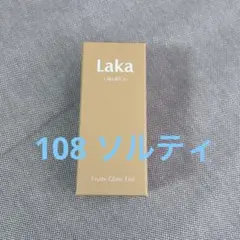 Laka
108 ソルティ
Fruity Glam Tint